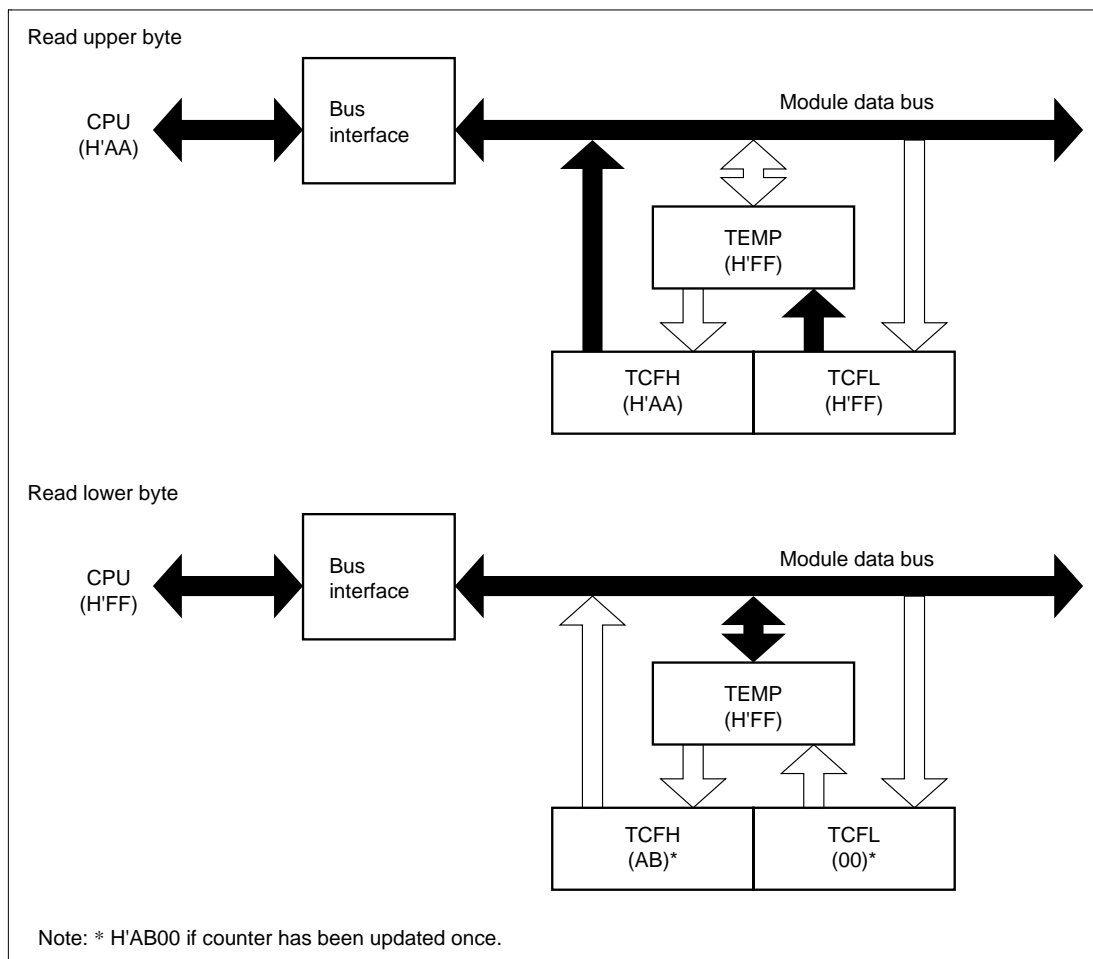 Read upper byte
CPU
(H'AA)
Bus
interface
Module data bus
TEMP
(H'FF)
TCFH
(H'AA)
TCFL
(H'FF)
Read lower byte
CPU
(H'FF)
Bus
interface
Module data bus
TEMP
(H'FF)
TCFH
(AB)*
TCFL
(00)*
Note: * H'AB00 if counter has been updated once.